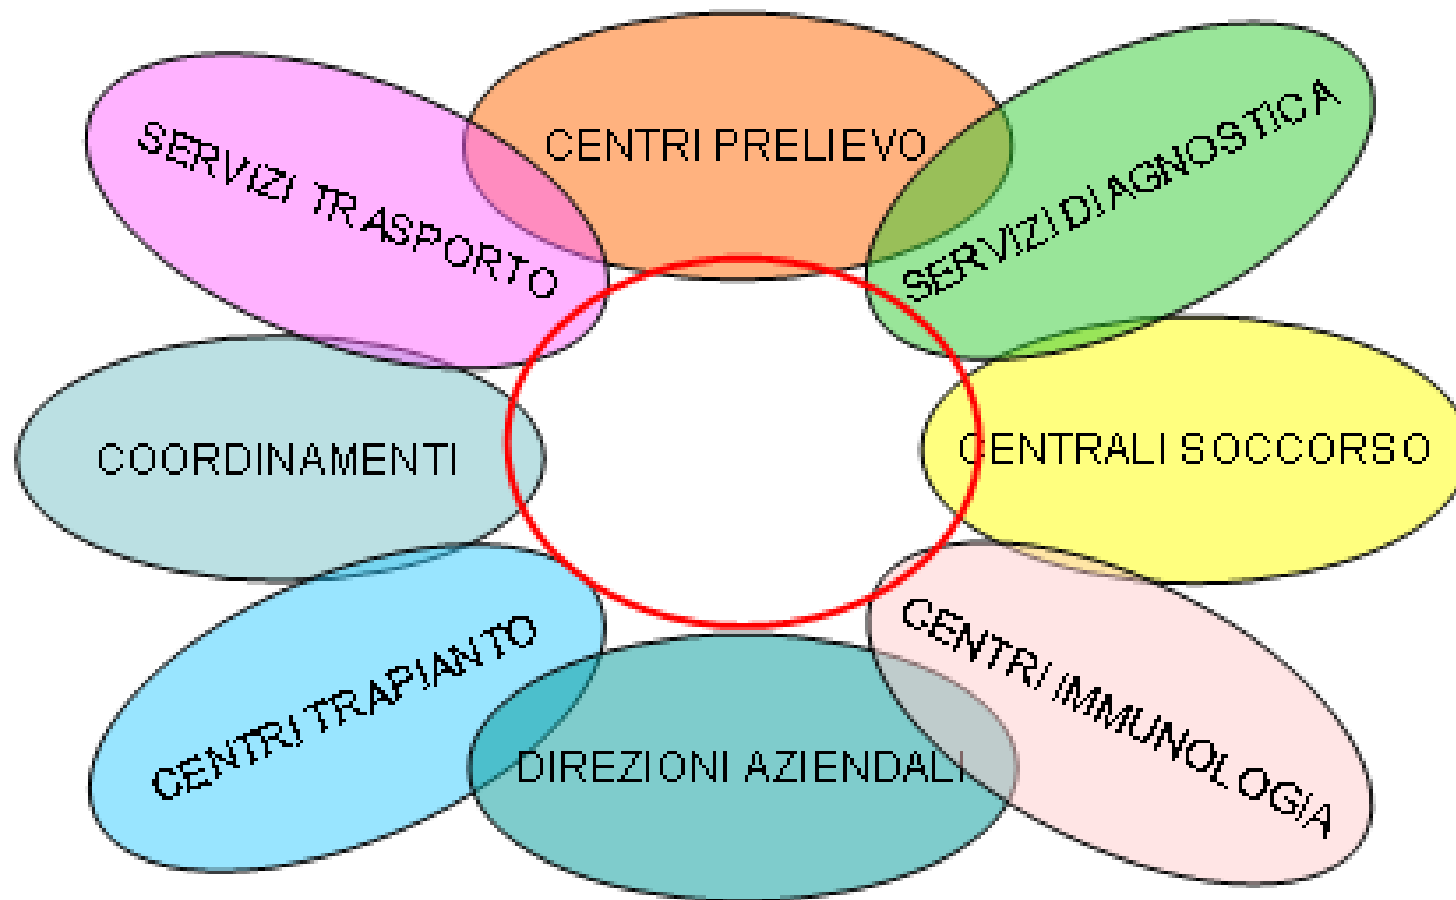 CENTRI PRELIEVO
SERVIZI TRASPORTO
SERVIZI DIAGNOSTICA
COORDINAMENTI
CENTRALI SOCCORSO
CENTRI TRAPIANTO
CENTRI IMMUNOLOGIA
DIREZIONI AZIENDALI